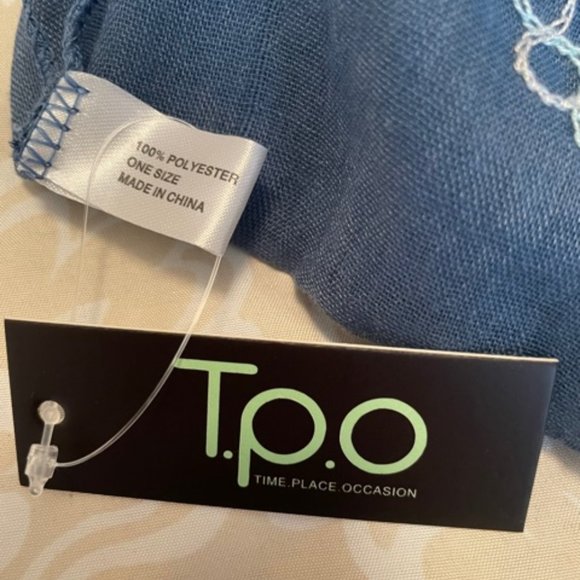 100% POLYESTER
ONE SIZE
MADE IN CHINA
T.p.o
TIME.PLACE.OCCASION